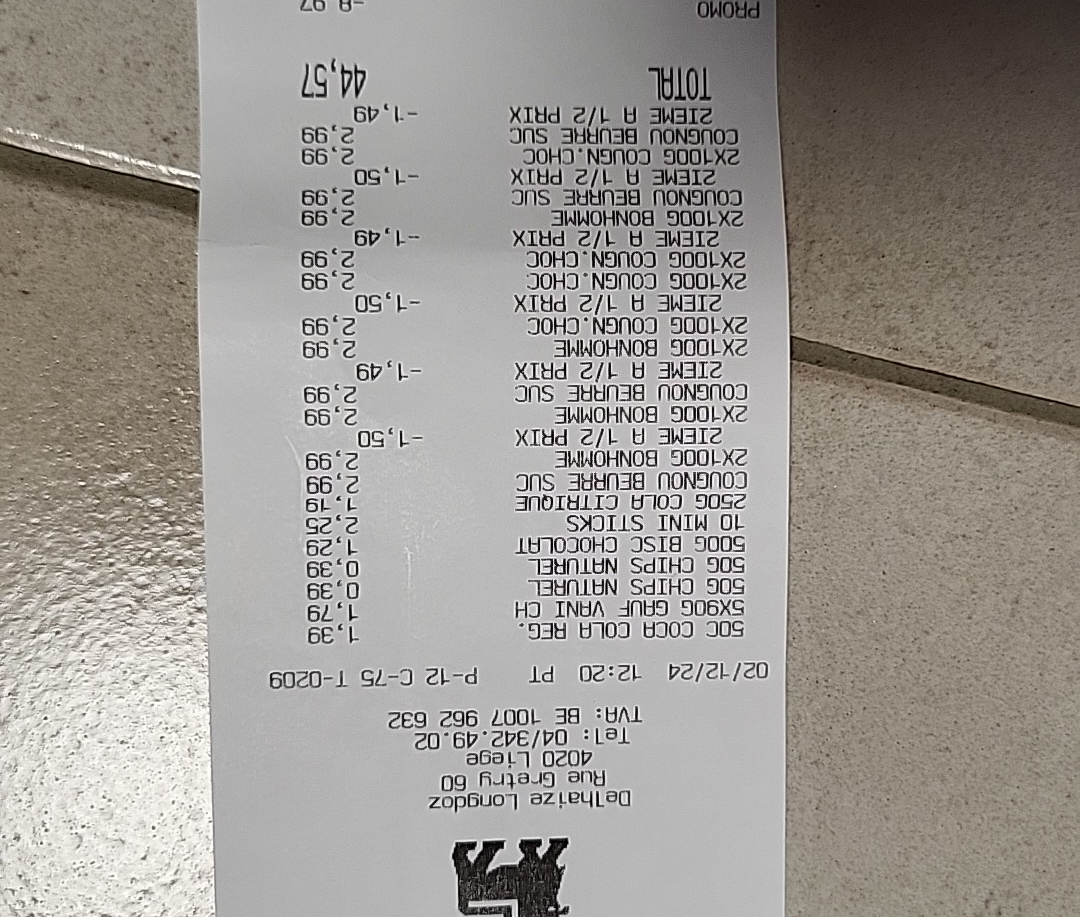 Delhaize Longdoz
Rue Gretry 60
4020 Liege
Tel: 04/342.49.02
TVA: BE 1007 962 632
02/12/24 12:20 PT P-12 C-75 T-0209
50C COCA COLA REG. 1,39
5X90G GAUF VANI CH 1,79
50G CHIPS NATUREL 0,39
50G CHIPS NATUREL 0,39
500G BISC CHOCOLAT 1,29
10 MINI STICKS 2,25
250G COLA CITRIQUE 1,19
COUGNOU BEURRE SUC 2,99
2X100G BONHOMME 2,99
2IEME A 1/2 PRIX -1,50
2X100G BONHOMME 2,99
COUGNOU BEURRE SUC 2,99
2IEME A 1/2 PRIX -1,49
2X100G BONHOMME 2,99
2X100G COUGN.CHOC 2,99
2IEME A 1/2 PRIX -1,50
2X100G COUGN.CHOC 2,99
2X100G COUGN.CHOC 2,99
2IEME A 1/2 PRIX -1,49
2X100G BONHOMME 2,99
COUGNOU BEURRE SUC 2,99
2IEME A 1/2 PRIX -1,50
2X100G COUGN.CHOC 2,99
COUGNOU BEURRE SUC 2,99
2IEME A 1/2 PRIX -1,49
TOTAL 44,57
PROMO -8,97